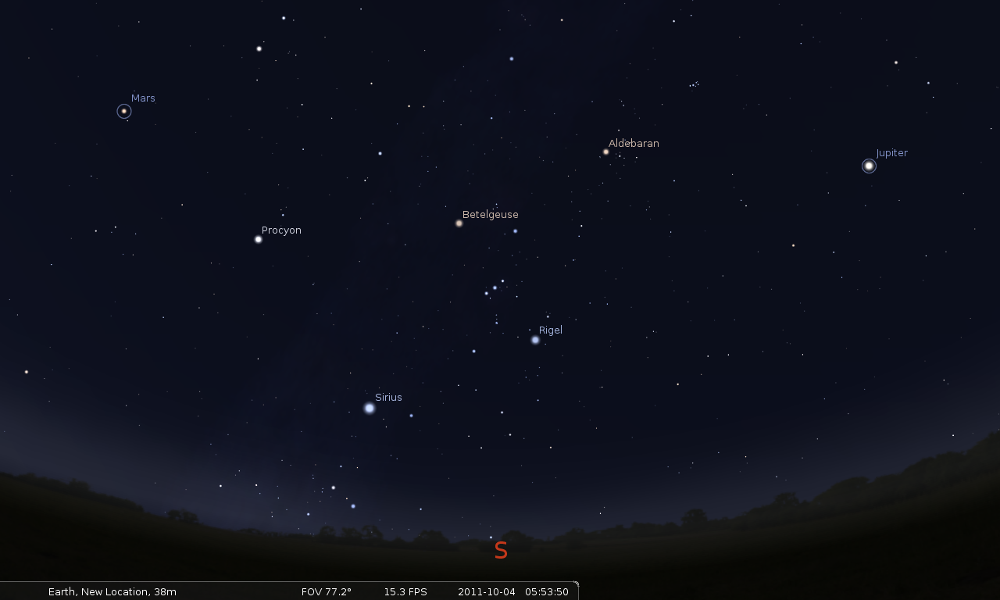 Mars
Aldebaran
Jupiter
Betelgeuse
Procyon
Rigel
Sirius
S
Earth, New Location, 38m FOV 77.2° 15.3 FPS 2011-10-04 05:53:50